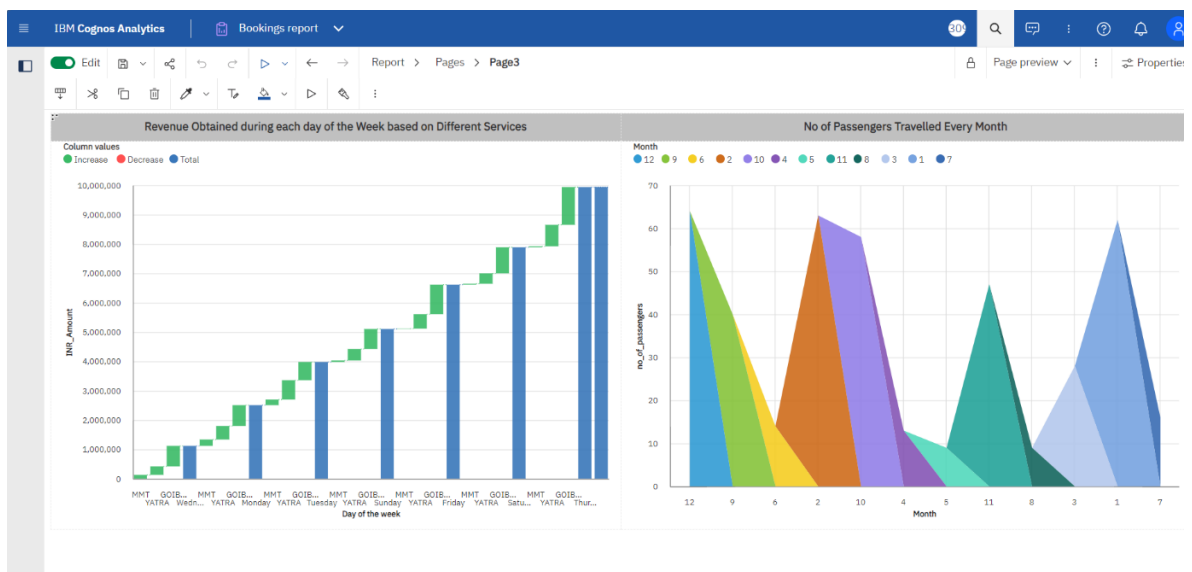 IBM Cognos Analytics
Bookings report
309
Edit
Report > Pages > Page3
Page preview
Properties
Revenue Obtained during each day of the Week based on Different Services
Column values
Increase Decrease Total
10,000,000
9,000,000
8,000,000
7,000,000
6,000,000
5,000,000
4,000,000
3,000,000
2,000,000
1,000,000
0
INR_Amount
MMT GOIB... MMT GOIB... MMT GOIB... MMT GOIB... MMT GOIB... MMT GOIB... MMT GOIB...
YATRA Wedn... YATRA Monday YATRA Tuesday YATRA Sunday YATRA Friday YATRA Satu... YATRA Thur...
Day of the week
No of Passengers Travelled Every Month
Month
12 9 6 2 10 4 5 11 8 3 1 7
70
60
50
40
30
20
10
0
no_of_passengers
12 9 6 2 10 4 5 11 8 3 1 7
Month